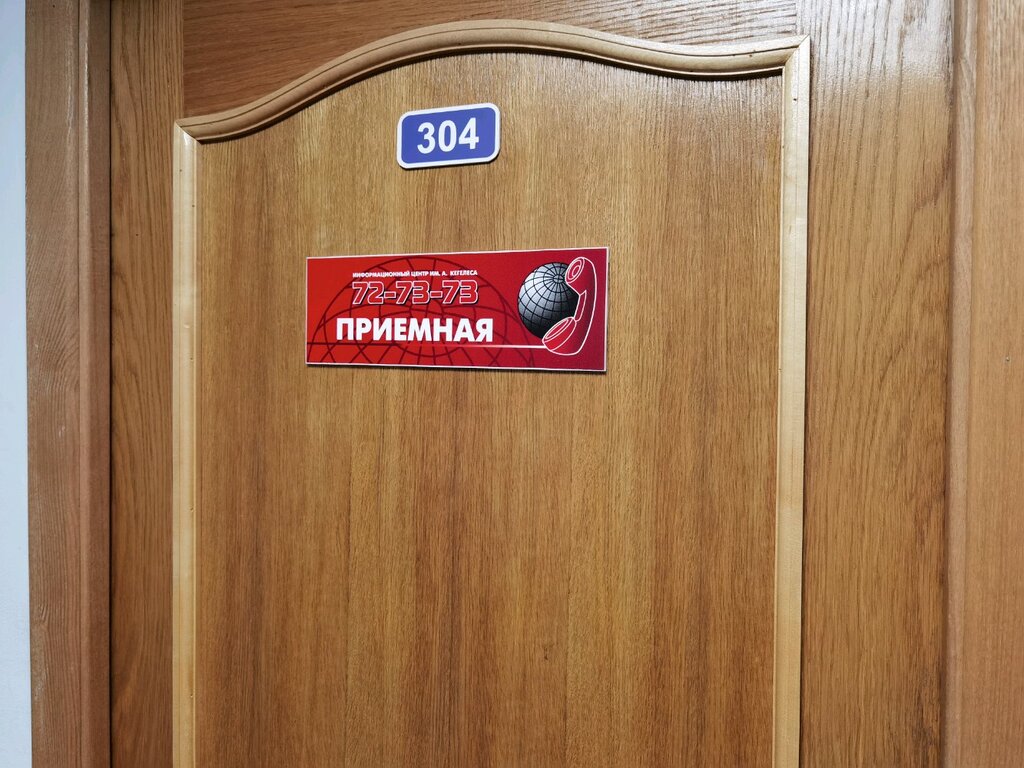 304
ИНФОРМАЦИОННЫЙ ЦЕНТР ИМ. А. КЕГЕЛЕСА
72-73-73
ПРИЕМНАЯ